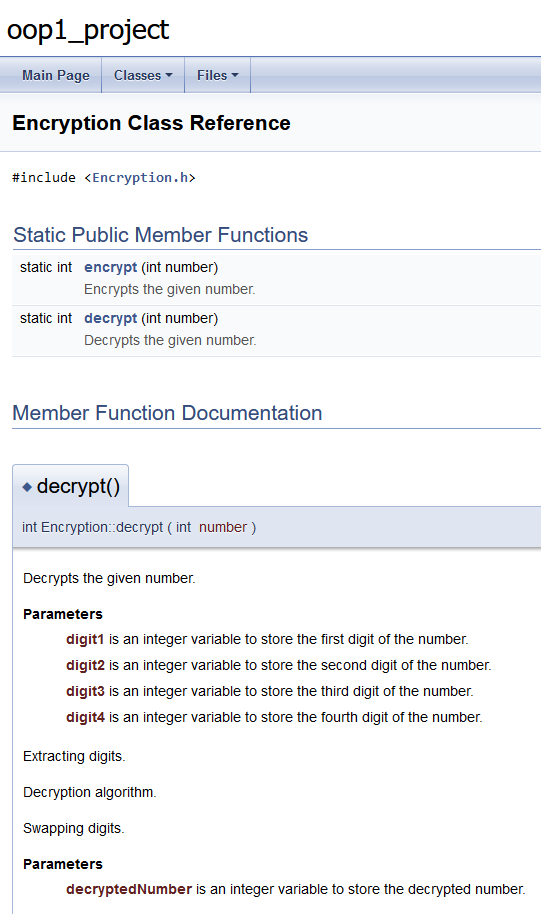 oop1_project
Main Page Classes Files
Encryption Class Reference
#include <Encryption.h>
Static Public Member Functions
static int encrypt (int number)
Encrypts the given number.
static int decrypt (int number)
Decrypts the given number.
Member Function Documentation
decrypt()
int Encryption::decrypt ( int number )
Decrypts the given number.
Parameters
digit1 is an integer variable to store the first digit of the number.
digit2 is an integer variable to store the second digit of the number.
digit3 is an integer variable to store the third digit of the number.
digit4 is an integer variable to store the fourth digit of the number.
Extracting digits.
Decryption algorithm.
Swapping digits.
Parameters
decryptedNumber is an integer variable to store the decrypted number.